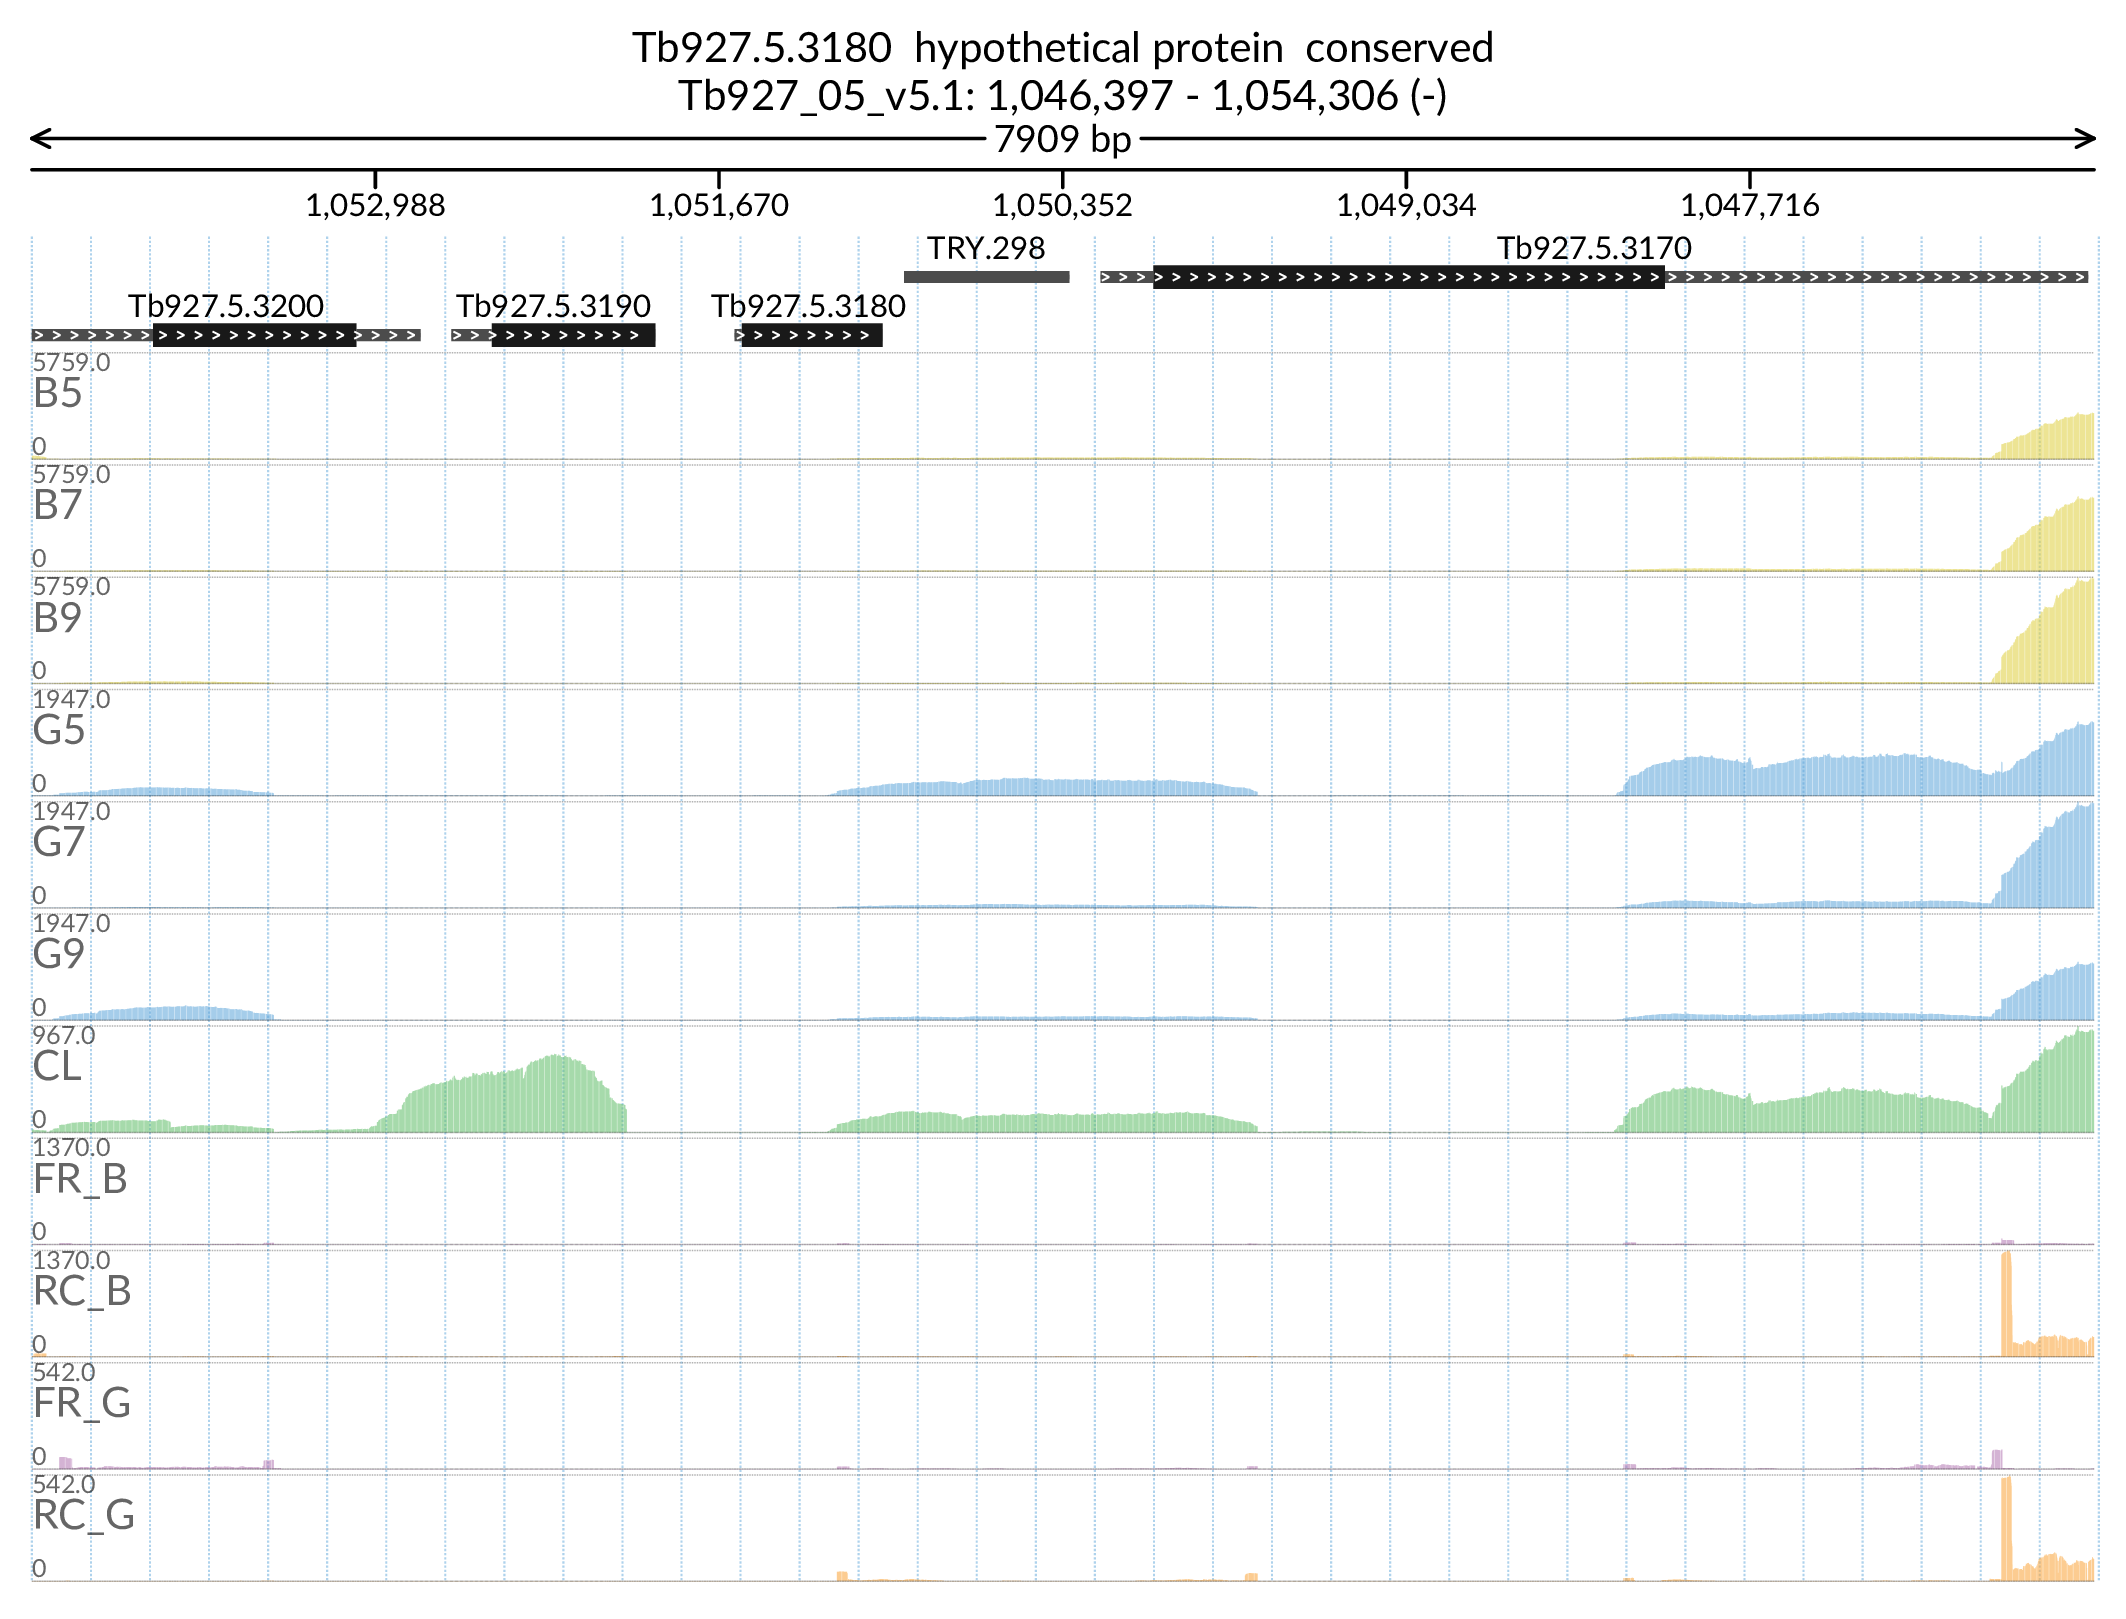 Tb927.5.3180  hypothetical protein  conserved
Tb927_05_v5.1: 1,046,397 - 1,054,306 (-)
7909 bp
1,052,988 1,051,670 1,050,352 1,049,034 1,047,716
TRY.298 Tb927.5.3170
Tb927.5.3200 Tb927.5.3190 Tb927.5.3180
5759.0
B5
0
5759.0
B7
0
5759.0
B9
0
1947.0
G5
0
1947.0
G7
0
1947.0
G9
0
967.0
CL
0
1370.0
FR_B
0
1370.0
RC_B
0
542.0
FR_G
0
542.0
RC_G
0